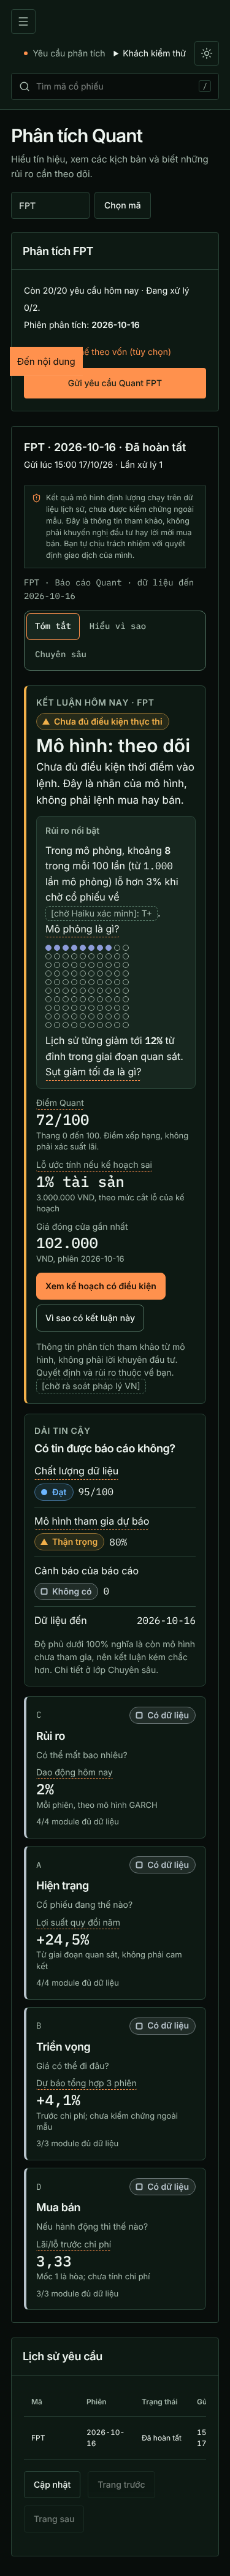 Yêu cầu phân tích
Khách kiểm thử
Tìm mã cổ phiếu
/
Phân tích Quant
Hiểu tín hiệu, xem các kịch bản và biết những
rủi ro khi theo dõi.
FPT
Chọn mã
Phân tích FPT
Còn 20/20 yêu cầu hôm nay · Đang xử lý
0/2.
Phiên phân tích: 2026-10-16
theo vốn (tùy chọn)
Đến nội dung
Gửi yêu cầu Quant FPT
FPT · 2026-10-16 · Đã hoàn tất
Gửi lúc 15:00 17/10/26 · Lần xử lý 1
Kết quả mô hình định lượng chạy trên dữ
liệu lịch sử, chưa được kiểm chứng ngoài
mẫu. Đây là thông tin tham khảo, không
phải khuyến nghị đầu tư hay lời mời mua
bán. Bạn tự chịu trách nhiệm với quyết
định giao dịch của mình.
FPT · Báo cáo Quant · dữ liệu đến
2026-10-16
Tóm tắt
Hiểu vì sao
Chuyên sâu
KẾT LUẬN HÔM NAY · FPT
Chưa đủ điều kiện thực thi
Mô hình: theo dõi
Chưa đủ điều kiện thời điểm vào
lệnh. Đây là nhãn của mô hình,
không phải lệnh mua hay bán.
Rủi ro nổi bật
Trong mô phỏng, khoảng 8
trong mỗi 100 lần (từ 1.000
lần mô phỏng) lỗ hơn 3% khi
chờ cổ phiếu về
[chờ Haiku xác minh]: T+.
Mô phỏng là gì?
Lịch sử từng giảm tới 12% từ
đỉnh trong giai đoạn quan sát.
Sụt giảm tối đa là gì?
Điểm Quant
72/100
Thang 0 đến 100. Điểm xếp hạng, không
phải xác suất lãi.
Lỗ ước tính nếu kế hoạch sai
1% tài sản
3.000.000 VND, theo mức cắt lỗ của kế
hoạch
Giá đóng cửa gần nhất
102.000
VND, phiên 2026-10-16
Xem kế hoạch có điều kiện
Vì sao có kết luận này
Thông tin phân tích tham khảo từ mô
hình, không phải lời khuyên đầu tư.
Quyết định và rủi ro thuộc về bạn.
[chờ rà soát pháp lý VN]
DẢI TIN CẬY
Có tin được báo cáo không?
Chất lượng dữ liệu
Đạt
95/100
Mô hình tham gia dự báo
Thận trọng
80%
Cảnh báo của báo cáo
Không có
0
Dữ liệu đến
2026-10-16
Độ phủ dưới 100% nghĩa là còn mô hình
chưa tham gia, nên kết luận kém chắc
hơn. Chi tiết ở lớp Chuyên sâu.
C
Có dữ liệu
Rủi ro
Có thể mất bao nhiêu?
Dao động hôm nay
2%
Mỗi phiên, theo mô hình GARCH
4/4 module đủ dữ liệu
A
Có dữ liệu
Hiện trạng
Cổ phiếu đang thế nào?
Lợi suất quy đổi năm
+24,5%
Từ giai đoạn quan sát, không phải cam
kết
4/4 module đủ dữ liệu
B
Có dữ liệu
Triển vọng
Giá có thể đi đâu?
Dự báo tổng hợp 3 phiên
+4,1%
Trước chi phí; chưa kiểm chứng ngoài
mẫu
3/3 module đủ dữ liệu
D
Có dữ liệu
Mua bán
Nếu hành động thì thế nào?
Lãi/lỗ trước chi phí
3,33
Mốc 1 là hòa; chưa tính chi phí
3/3 module đủ dữ liệu
Lịch sử yêu cầu
Mã
Phiên
Trạng thái
FPT
2026-10-
16
Đã hoàn tất
15
17
Cập nhật
Trang trước
Trang sau